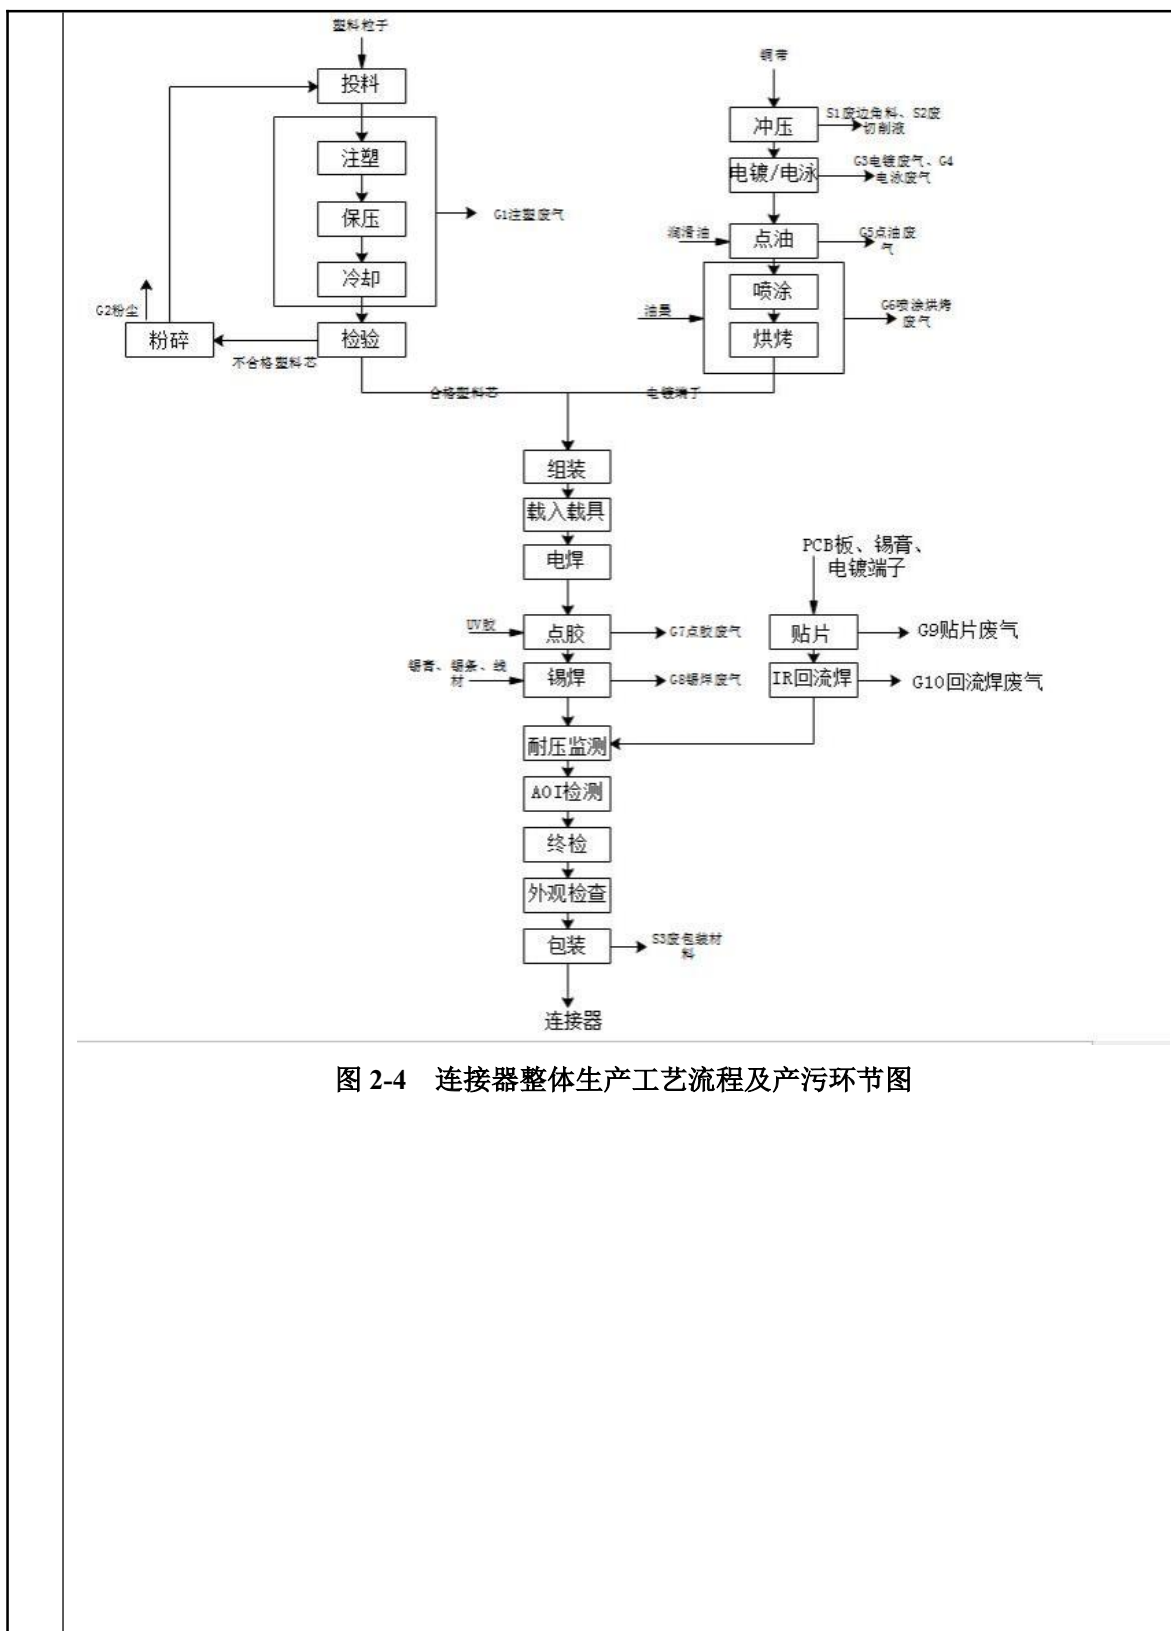 塑料粒子
投料
注塑
保压
冷却
G1注塑废气
检验
不合格塑料芯
粉碎
G2粉尘
合格塑料芯
铜带
冲压
S1废边角料、S2废
切削液
电镀/电泳
G3电镀废气、G4
电泳废气
润滑油
点油
G5点油废
气
喷涂
油墨
烘烤
G6喷涂烘烤
废气
电镀端子
组装
载入载具
电焊
UV胶
点胶
G7点胶废气
锡膏、锡条、线
材
锡焊
G8锡焊废气
PCB板、锡膏、
电镀端子
贴片
G9贴片废气
IR回流焊
G10回流焊废气
耐压监测
AOI检测
终检
外观检查
包装
S3废包装材
料
连接器
图 2-4 连接器整体生产工艺流程及产污环节图